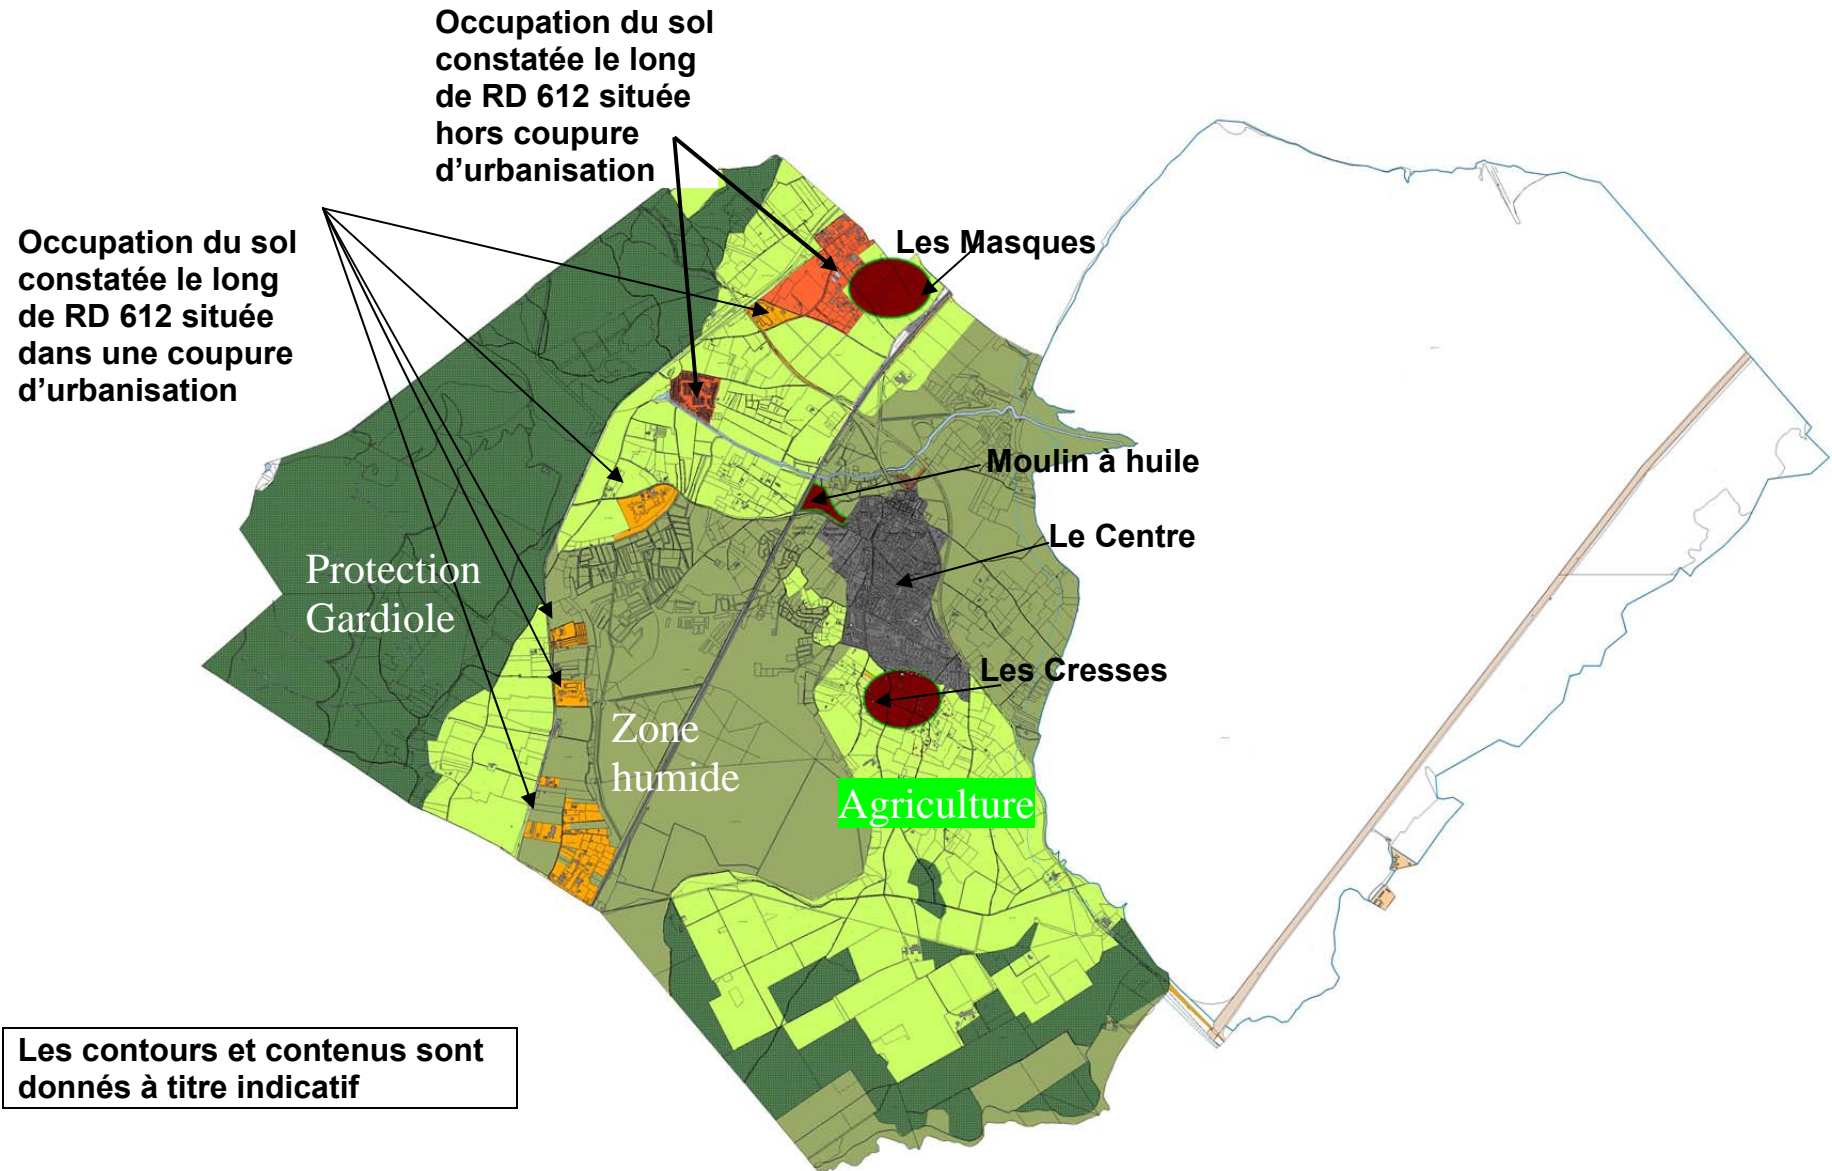 Occupation du sol
constatée le long
de RD 612 située
hors coupure
d’urbanisation
Occupation du sol
constatée le long
de RD 612 située
dans une coupure
d’urbanisation
Les Masques
Moulin à huile
Le Centre
Protection
Gardiole
Les Cresses
Zone
humide
Agriculture
Les contours et contenus sont
donnés à titre indicatif